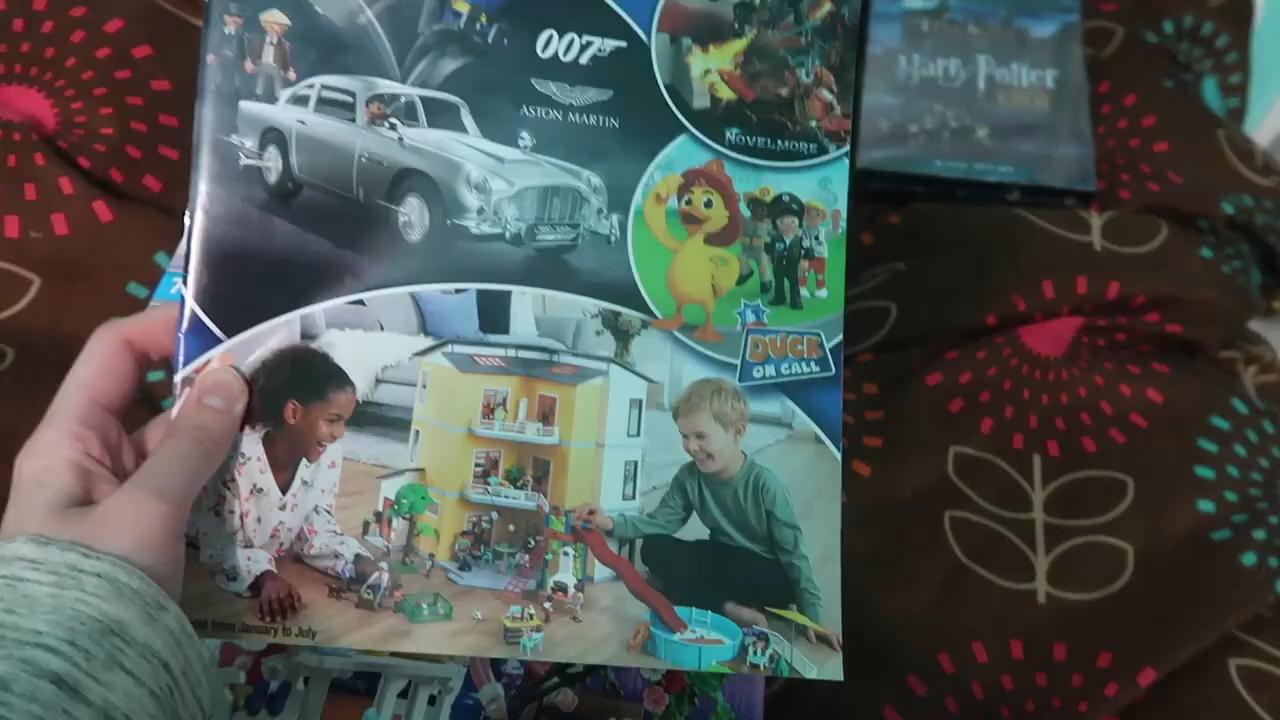 007
ASTON MARTIN
NOVELMORE
Harry Potter
DUCK
ON CALL
from January to July